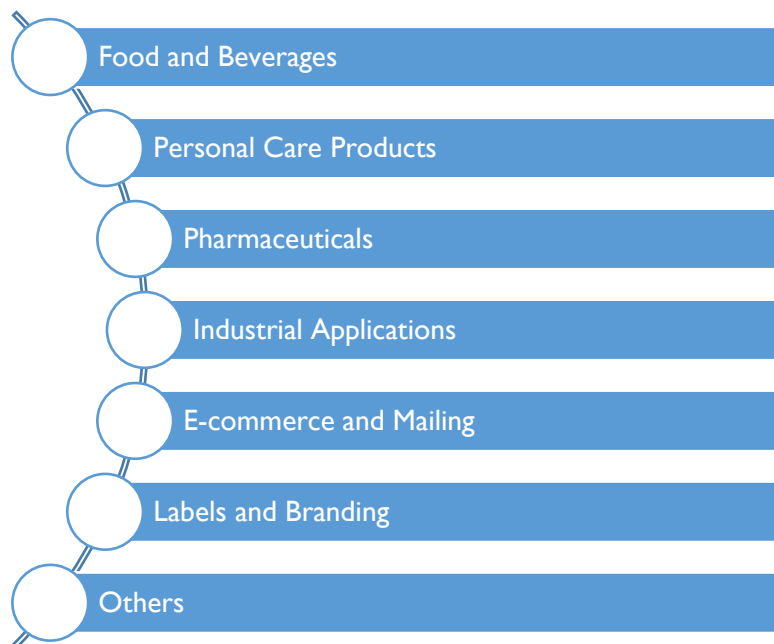 Food and Beverages
Personal Care Products
Pharmaceuticals
Industrial Applications
E-commerce and Mailing
Labels and Branding
Others